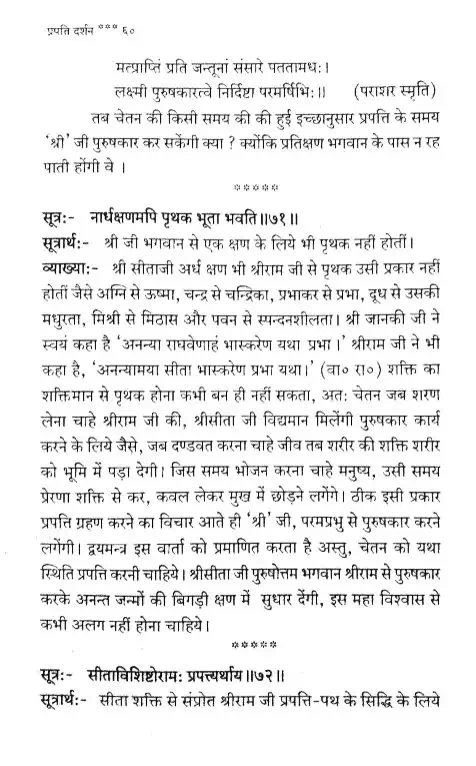 प्रपति दर्शन *** ६०
मत्प्राप्तिं प्रति जन्तूनां संसारे पततामधः।
लक्ष्मी पुरुषकारत्वे निर्दिष्टा परमर्षिभिः।। (पराशर स्मृति)
तब चेतन की किसी समय की की हुई इच्छानुसार प्रपत्ति के समय
‘श्री’ जी पुरुषकार कर सकेंगी क्या ? क्योंकि प्रतिक्षण भगवान के पास न रह
पाती होंगी वे ।
*****
सूत्रः- नार्धक्षणमपि पृथक भूता भवति॥७१॥
सूत्रार्थः- श्री जी भगवान से एक क्षण के लिये भी पृथक नहीं होतीं।
व्याख्याः- श्री सीताजी अर्ध क्षण भी श्रीराम जी से पृथक उसी प्रकार नहीं
होतीं जैसे अग्नि से ऊष्मा, चन्द्र से चन्द्रिका, प्रभाकर से प्रभा, दूध से उसकी
मधुरता, मिश्री से मिठास और पवन से स्पन्दनशीलता। श्री जानकी जी ने
स्वयं कहा है ‘अनन्या राघवेणाहं भास्करेण यथा प्रभा।’ श्रीराम जी ने भी
कहा है, ‘अनन्यामया सीता भास्करेण प्रभा यथा।’ (वा० रा०) शक्ति का
शक्तिमान से पृथक होना कभी बन ही नहीं सकता, अतः चेतन जब शरण
लेना चाहे श्रीराम जी की, श्रीसीता जी विद्यमान मिलेंगी पुरुषकार कार्य
करने के लिये जैसे, जब दण्डवत करना चाहे जीव तब शरीर की शक्ति शरीर
को भूमि में पड़ा देगी। जिस समय भोजन करना चाहे मनुष्य, उसी समय
प्रेरणा शक्ति से कर, कवल लेकर मुख में छोड़ने लगेंगे। ठीक इसी प्रकार
प्रपति ग्रहण करने का विचार आते ही ‘श्री’ जी, परमप्रभु से पुरुषकार करने
लगेंगी। द्वयमन्त्र इस वार्ता को प्रमाणित करता है अस्तु, चेतन को यथा
स्थिति प्रपत्ति करनी चाहिये। श्रीसीता जी पुरुषोत्तम भगवान श्रीराम से पुरुषकार
करके अनन्त जन्मों की बिगड़ी क्षण में सुधार देंगी, इस महा विश्वास से
कभी अलग नहीं होना चाहिये।
*****
सूत्रः- सीताविशिष्टोरामः प्रपत्त्यर्थाय॥७२॥
सूत्रार्थः- सीता शक्ति से संप्रोत श्रीराम जी प्रपत्ति-पथ के सिद्धि के लिये